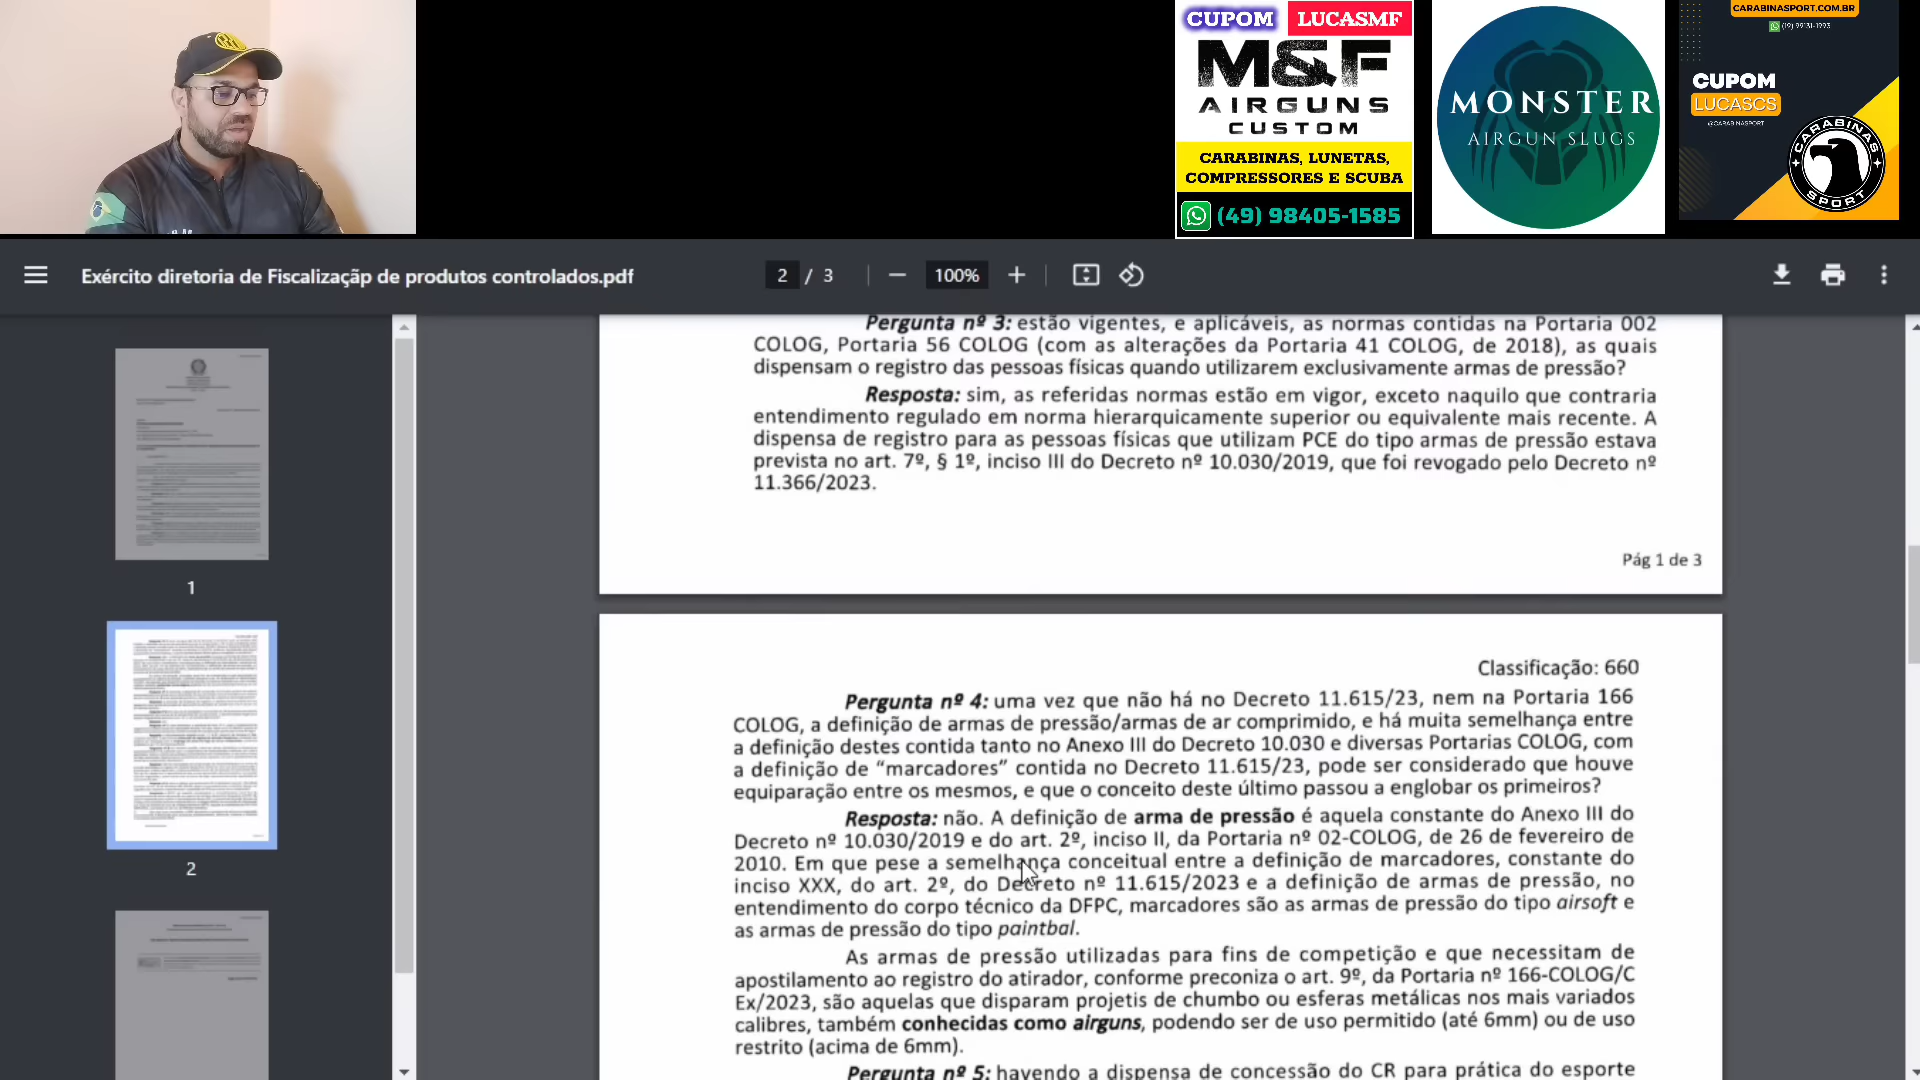 CUPOM LUCASMF
M&F
AIRGUNS
CUSTOM
CARABINAS, LUNETAS,
COMPRESSORES E SCUBA
(49) 98405-1585
MONSTER
AIRGUN SLUGS
CARABINASPORT.COM.BR
(19) 99131-1993
CUPOM
LUCASCS
@CARABINASPORT
CARABINAS
SPORT
Exército diretoria de Fiscalizaçãp de produtos controlados.pdf
2 / 3
100%
1
2
Pergunta nº 3: estão vigentes, e aplicáveis, as normas contidas na Portaria 002
COLOG, Portaria 56 COLOG (com as alterações da Portaria 41 COLOG, de 2018), as quais
dispensam o registro das pessoas físicas quando utilizarem exclusivamente armas de pressão?
Resposta: sim, as referidas normas estão em vigor, exceto naquilo que contraria
entendimento regulado em norma hierarquicamente superior ou equivalente mais recente. A
dispensa de registro para as pessoas físicas que utilizam PCE do tipo armas de pressão estava
prevista no art. 7º, § 1º, inciso III do Decreto nº 10.030/2019, que foi revogado pelo Decreto nº
11.366/2023.
Pág 1 de 3
Classificação: 660
Pergunta nº 4: uma vez que não há no Decreto 11.615/23, nem na Portaria 166
COLOG, a definição de armas de pressão/armas de ar comprimido, e há muita semelhança entre
a definição destes contida tanto no Anexo III do Decreto 10.030 e diversas Portarias COLOG, com
a definição de “marcadores” contida no Decreto 11.615/23, pode ser considerado que houve
equiparação entre os mesmos, e que o conceito deste último passou a englobar os primeiros?
Resposta: não. A definição de arma de pressão é aquela constante do Anexo III do
Decreto nº 10.030/2019 e do art. 2º, inciso II, da Portaria nº 02-COLOG, de 26 de fevereiro de
2010. Em que pese a semelhança conceitual entre a definição de marcadores, constante do
inciso XXX, do art. 2º, do Decreto nº 11.615/2023 e a definição de armas de pressão, no
entendimento do corpo técnico da DFPC, marcadores são as armas de pressão do tipo airsoft e
as armas de pressão do tipo paintbal.
As armas de pressão utilizadas para fins de competição e que necessitam de
apostilamento ao registro do atirador, conforme preconiza o art. 9º, da Portaria nº 166-COLOG/C
Ex/2023, são aquelas que disparam projetis de chumbo ou esferas metálicas nos mais variados
calibres, também conhecidas como airguns, podendo ser de uso permitido (até 6mm) ou de uso
restrito (acima de 6mm).
Pergunta nº 5: havendo a dispensa de concessão do CR para prática do esporte